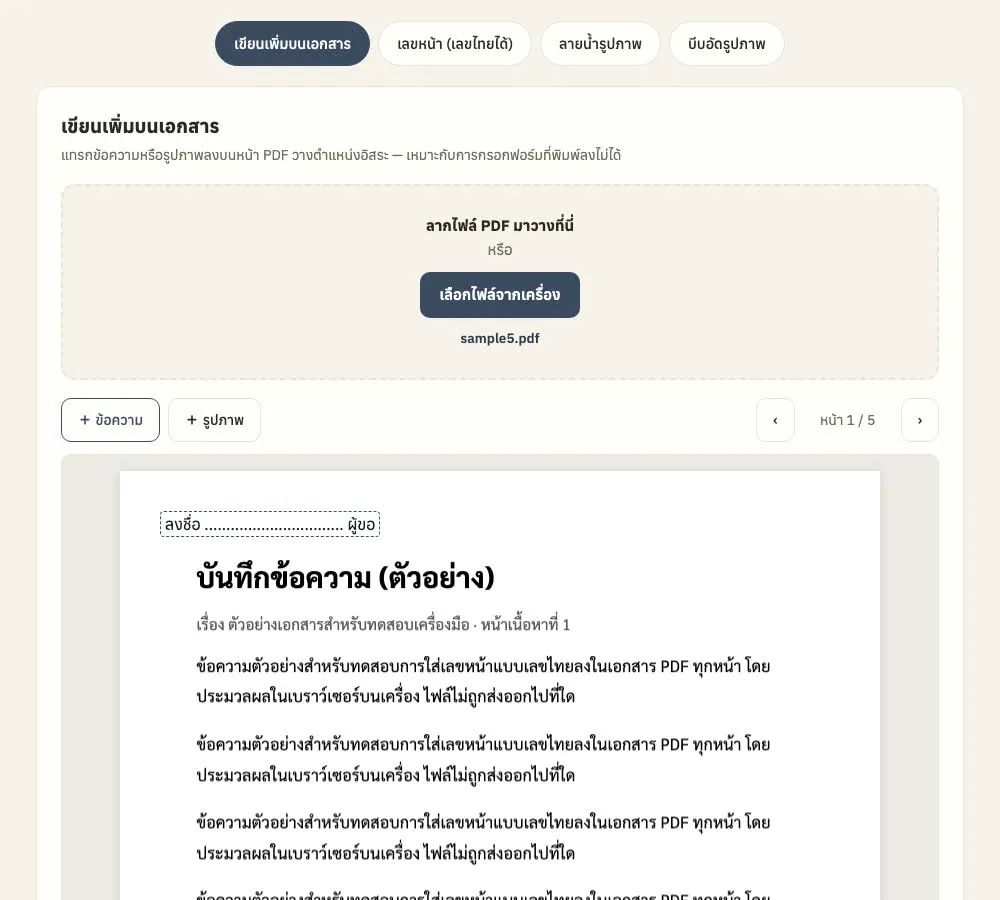 เขียนเพิ่มบนเอกสาร
เลขหน้า (เลขไทยได้)
ลายน้ำรูปภาพ
บีบอัดรูปภาพ
เขียนเพิ่มบนเอกสาร
แทรกข้อความหรือรูปภาพลงบนหน้า PDF วางตำแหน่งอิสระ — เหมาะกับการกรอกฟอร์มที่พิมพ์ลงไม่ได้
ลากไฟล์ PDF มาวางที่นี่
หรือ
เลือกไฟล์จากเครื่อง
sample5.pdf
+ ข้อความ
+ รูปภาพ
‹
หน้า 1 / 5
›
ลงชื่อ ................................ ผู้ขอ
บันทึกข้อความ (ตัวอย่าง)
เรื่อง ตัวอย่างเอกสารสำหรับทดสอบเครื่องมือ · หน้าเนื้อหาที่ 1
ข้อความตัวอย่างสำหรับทดสอบการใส่เลขหน้าแบบเลขไทยลงในเอกสาร PDF ทุกหน้า โดย
ประมวลผลในเบราว์เซอร์บนเครื่อง ไฟล์ไม่ถูกส่งออกไปที่ใด
ข้อความตัวอย่างสำหรับทดสอบการใส่เลขหน้าแบบเลขไทยลงในเอกสาร PDF ทุกหน้า โดย
ประมวลผลในเบราว์เซอร์บนเครื่อง ไฟล์ไม่ถูกส่งออกไปที่ใด
ข้อความตัวอย่างสำหรับทดสอบการใส่เลขหน้าแบบเลขไทยลงในเอกสาร PDF ทุกหน้า โดย
ประมวลผลในเบราว์เซอร์บนเครื่อง ไฟล์ไม่ถูกส่งออกไปที่ใด